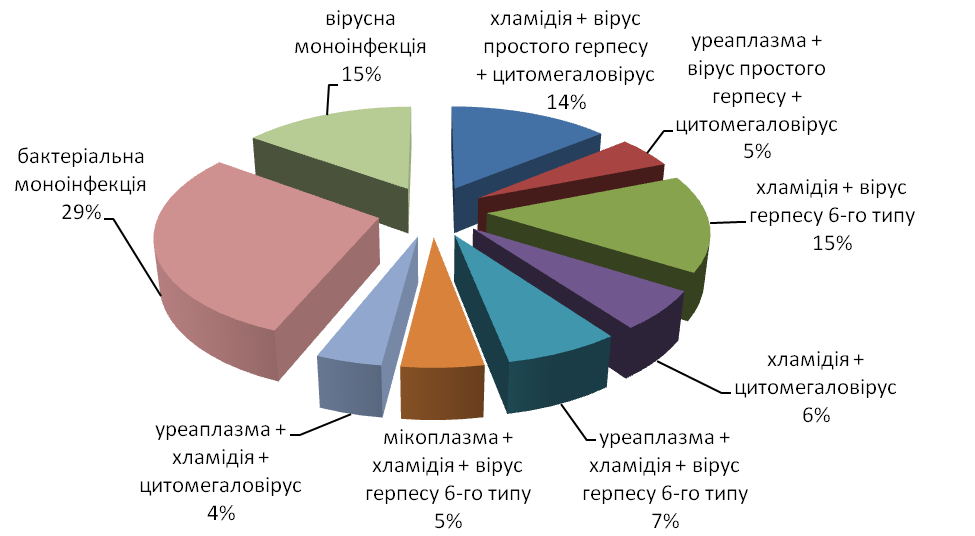 вірусна
моноінфекція
15%
хламідія + вірус
простого герпесу
+ цитомегаловірус
14%
уреаплазма +
вірус простого
герпесу +
цитомегаловірус
5%
хламідія + вірус
герпесу 6-го типу
15%
хламідія +
цитомегаловірус
6%
уреаплазма +
хламідія + вірус
герпесу 6-го типу
7%
мікоплазма +
хламідія + вірус
герпесу 6-го типу
5%
уреаплазма +
хламідія +
цитомегаловірус
4%
бактеріальна
моноінфекція
29%